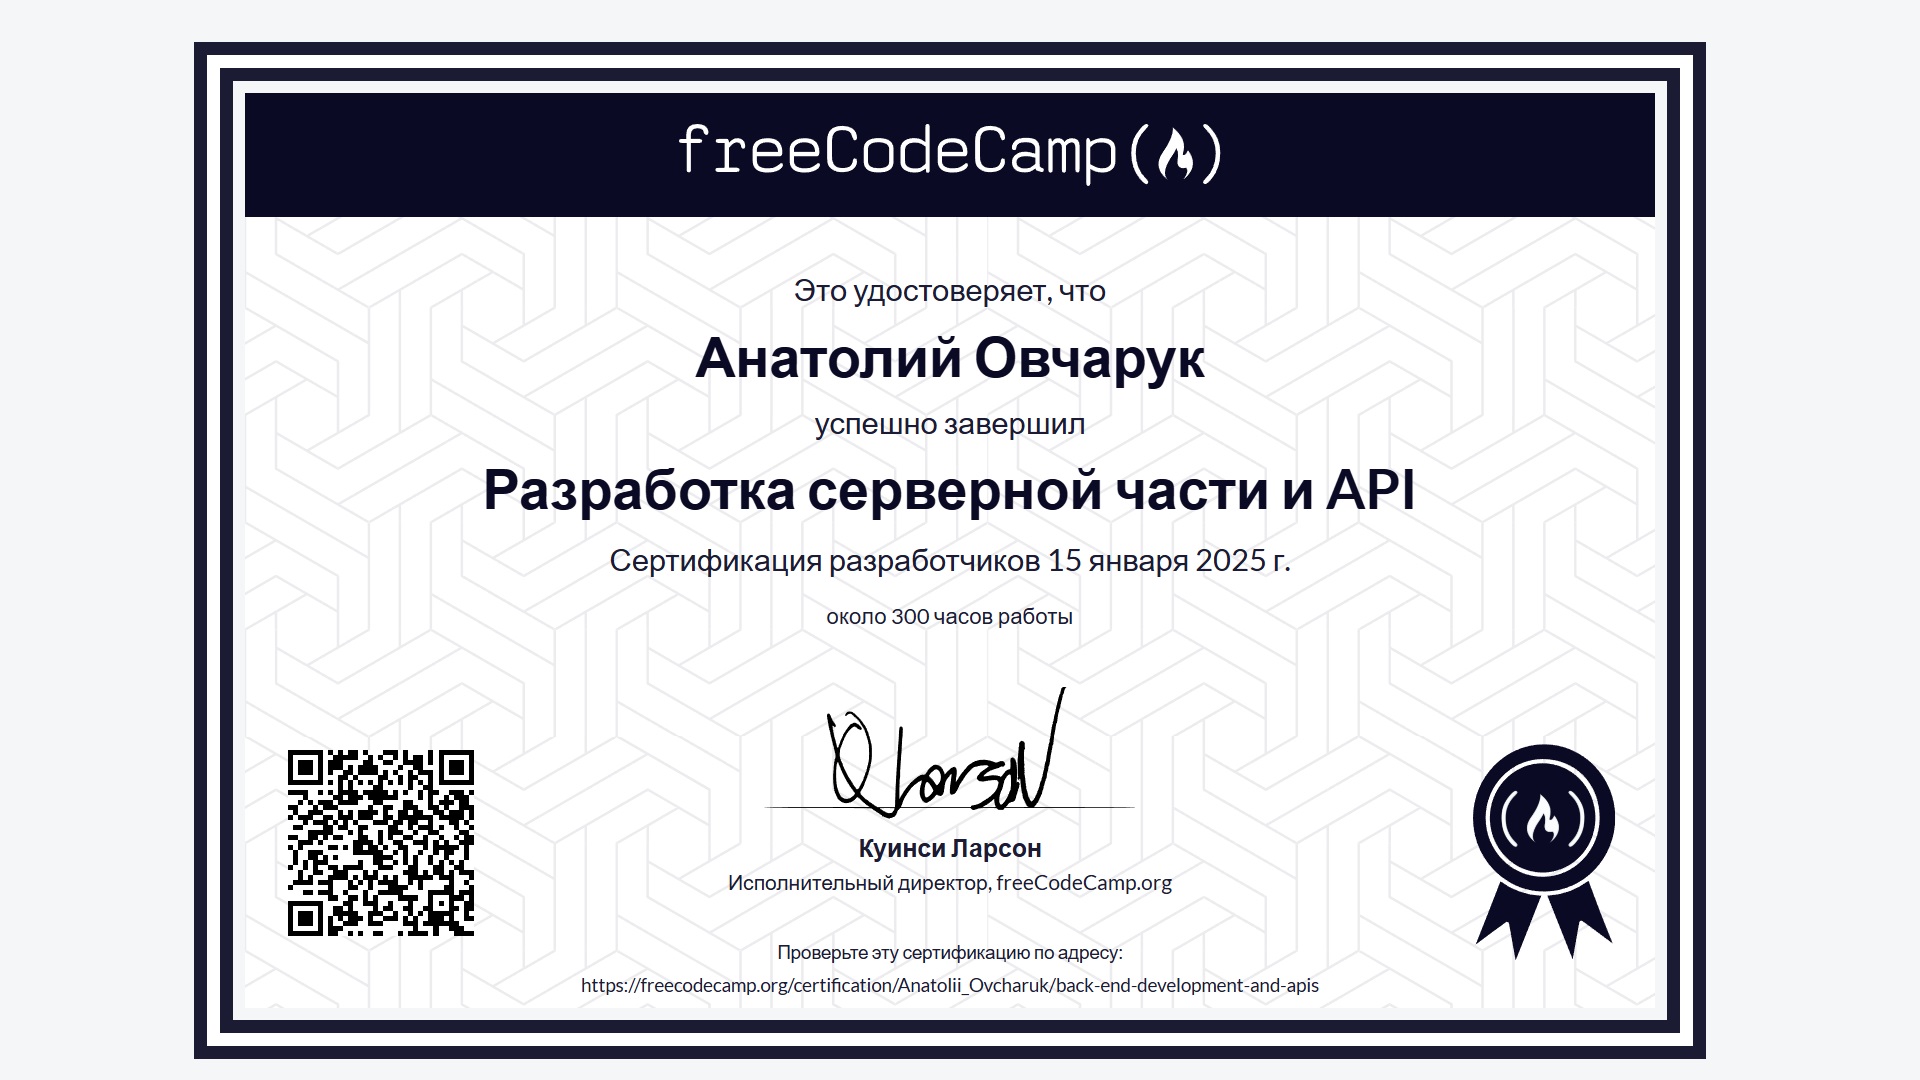 freeCodeCamp(🔥)
Это удостоверяет, что
Анатолий Овчарук
успешно завершил
Разработка серверной части и API
Сертификация разработчиков 15 января 2025 г.
около 300 часов работы
Куинси Ларсон
Исполнительный директор, freeCodeCamp.org
Проверьте эту сертификацию по адресу:
https://freecodecamp.org/certification/Anatolii_Ovcharuk/back-end-development-and-apis